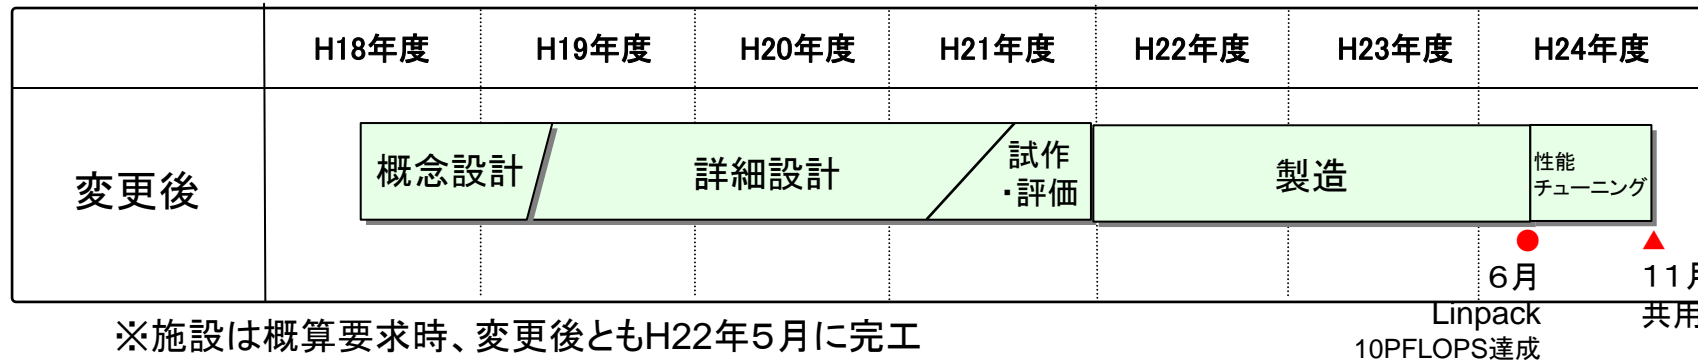 H18年度 H19年度 H20年度 H21年度 H22年度 H23年度 H24年度
変更後
概念設計
詳細設計
試作
・評価
製造
性能
チューニング
6月
Linpack
10PFLOPS達成
11月
共用
※施設は概算要求時、変更後ともH22年5月に完工